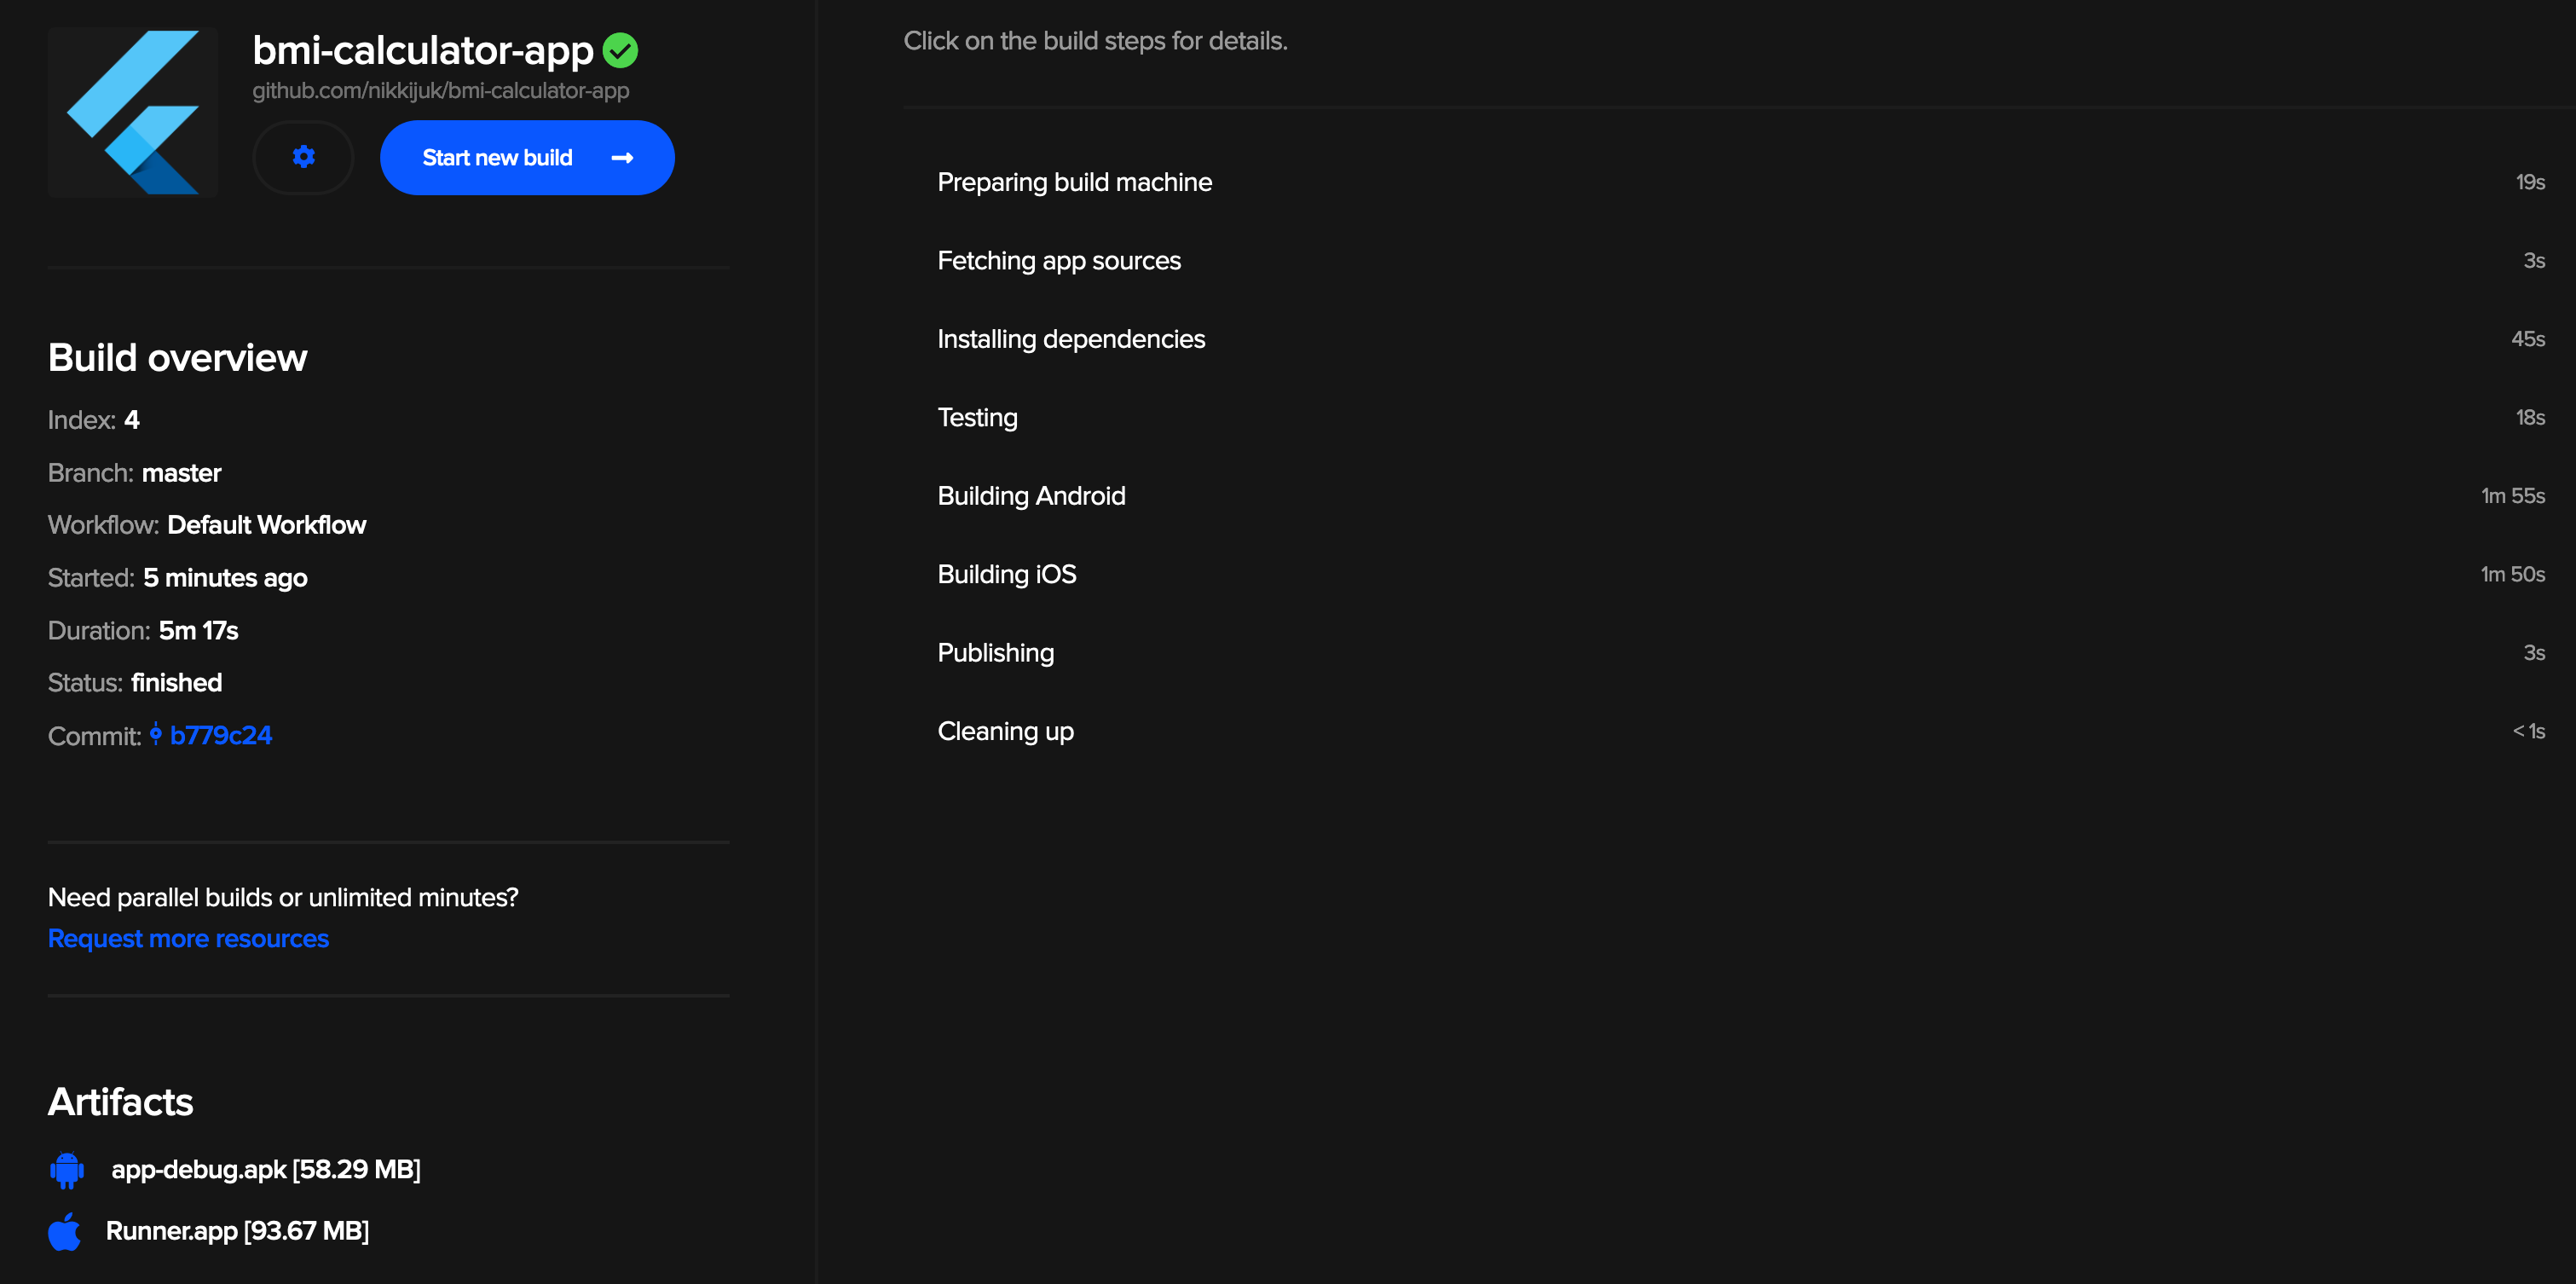 bmi-calculator-app
github.com/nikkijuk/bmi-calculator-app
Start new build
Build overview
Index: 4
Branch: master
Workflow: Default Workflow
Started: 5 minutes ago
Duration: 5m 17s
Status: finished
Commit: b779c24
Need parallel builds or unlimited minutes?
Request more resources
Artifacts
app-debug.apk [58.29 MB]
Runner.app [93.67 MB]
Click on the build steps for details.
Preparing build machine 19s
Fetching app sources 3s
Installing dependencies 45s
Testing 18s
Building Android 1m 55s
Building iOS 1m 50s
Publishing 3s
Cleaning up < 1s